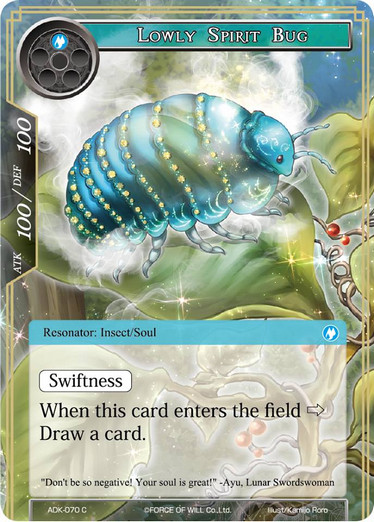 Lowly Spirit Bug
ATK 100 / DEF 100
Resonator: Insect/Soul
Swiftness
When this card enters the field ⇨
Draw a card.
"Don't be so negative! Your soul is great!" -Ayu, Lunar Swordswoman
ADK-070 C ©FORCE OF WILL Co.,Ltd. Illust/Kamijo Roro